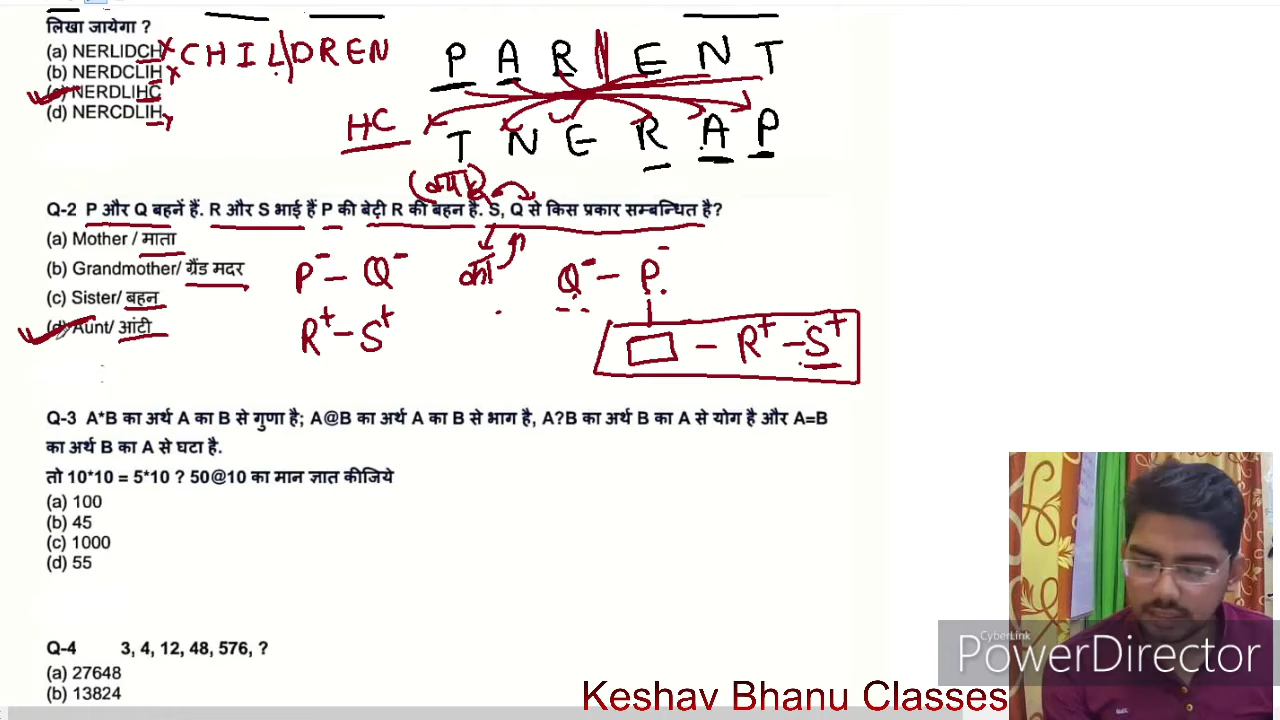 लिखा जायेगा ?
(a) NERLIDCH
(b) NERDCLIH
(c) NERDLIHC
(d) NERCDLIH
CHILDREN
P A R E N T
HC
T N E R A P
Q-2 P और Q बहनें हैं. R और S भाई हैं P की बेटी R की बहन है. S, Q से किस प्रकार सम्बन्धित है?
(a) Mother / माता
(b) Grandmother/ ग्रैंड मदर
(c) Sister/ बहन
(d) Aunt/ आंटी
P⁻ – Q⁻
R⁺ – S⁺
का
Q⁻ – P⁻
– R⁺ – S⁺
Q-3 A*B का अर्थ A का B से गुणा है; A@B का अर्थ A का B से भाग है, A?B का अर्थ B का A से योग है और A=B
का अर्थ B का A से घटा है.
तो 10*10 = 5*10 ? 50@10 का मान ज्ञात कीजिये
(a) 100
(b) 45
(c) 1000
(d) 55
Q-4 3, 4, 12, 48, 576, ?
(a) 27648
(b) 13824
CyberLink
PowerDirector
Keshav Bhanu Classes